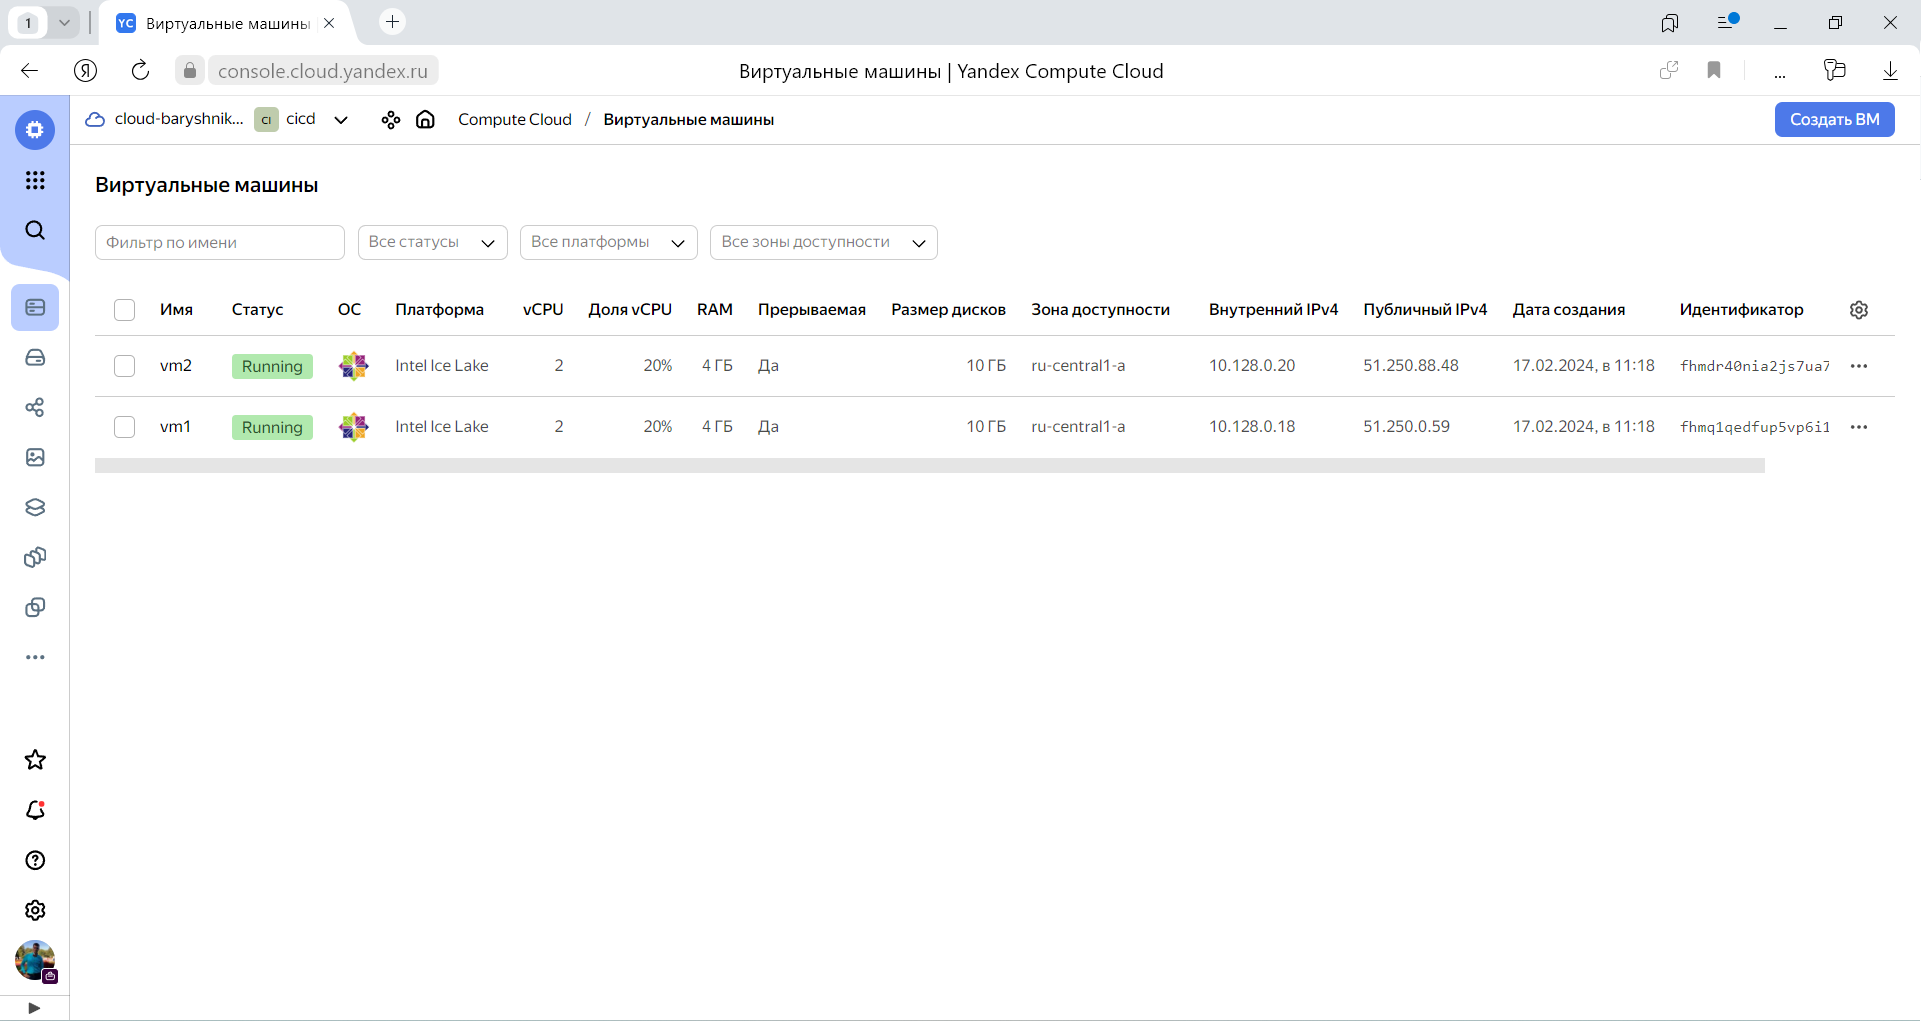 1
YC Виртуальные машины
console.cloud.yandex.ru
Виртуальные машины | Yandex Compute Cloud
cloud-baryshnik... CI cicd Compute Cloud / Виртуальные машины Создать ВМ
Виртуальные машины
Фильтр по имени Все статусы Все платформы Все зоны доступности
Имя Статус ОС Платформа vCPU Доля vCPU RAM Прерываемая Размер дисков Зона доступности Внутренний IPv4 Публичный IPv4 Дата создания Идентификатор
vm2 Running Intel Ice Lake 2 20% 4 ГБ Да 10 ГБ ru-central1-a 10.128.0.20 51.250.88.48 17.02.2024, в 11:18 fhmdr40nia2js7ua7
vm1 Running Intel Ice Lake 2 20% 4 ГБ Да 10 ГБ ru-central1-a 10.128.0.18 51.250.0.59 17.02.2024, в 11:18 fhmq1qedfup5vp6i1